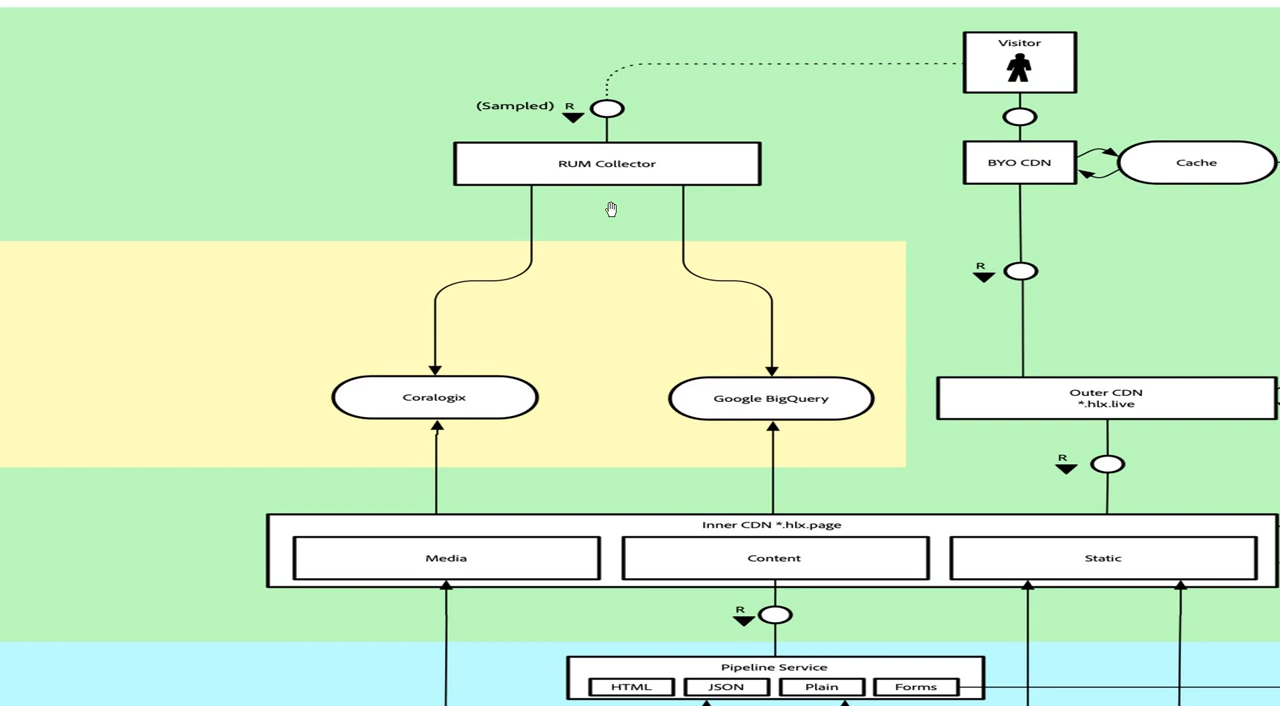 Visitor
(Sampled) R
RUM Collector
BYO CDN
Cache
R
Coralogix
Google BigQuery
Outer CDN
*.hlx.live
R
Inner CDN *.hlx.page
Media
Content
Static
R
Pipeline Service
HTML
JSON
Plain
Forms